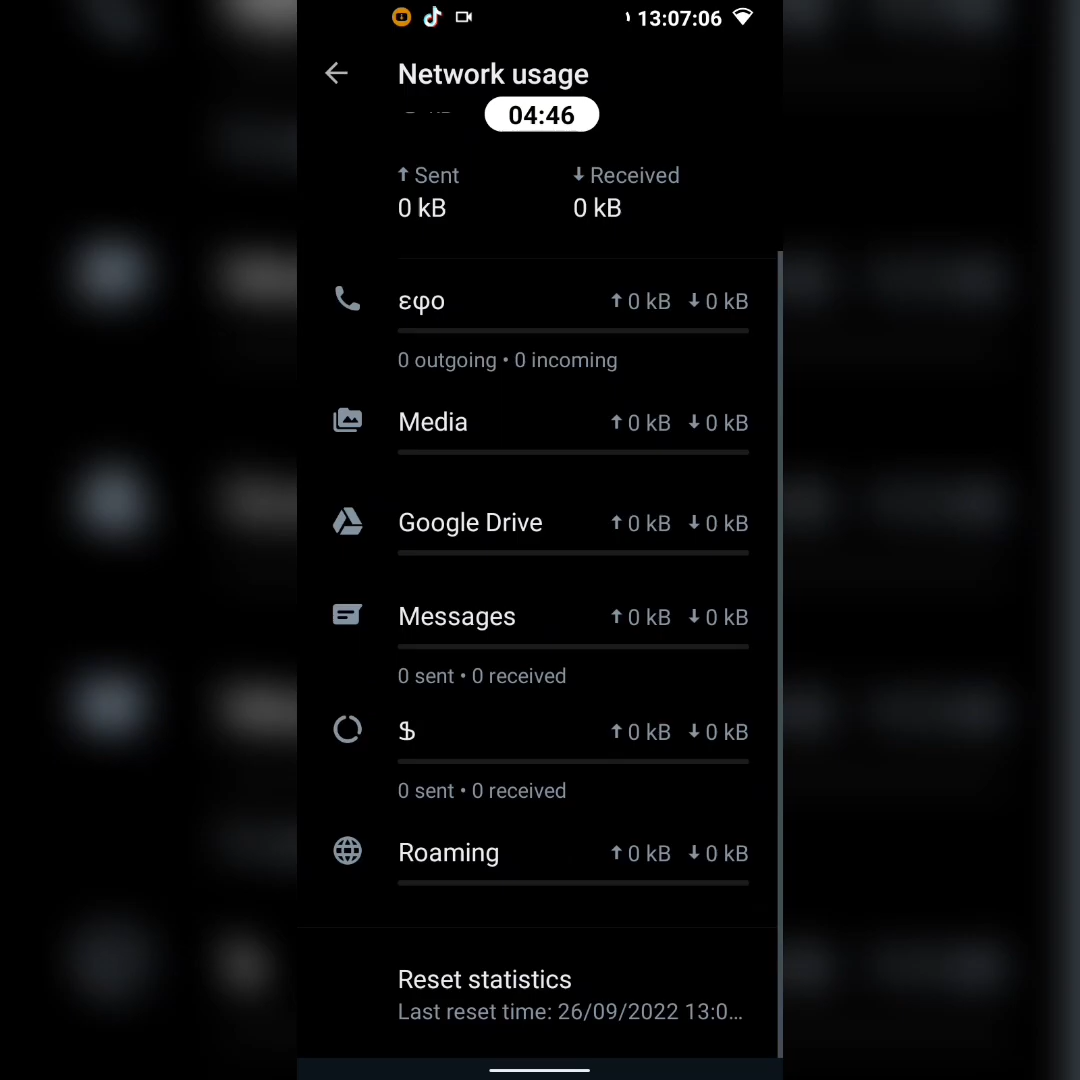 13:07:06
Network usage
04:46
↑ Sent
↓ Received
0 kB
0 kB
εφο ↑ 0 kB ↓ 0 kB
0 outgoing • 0 incoming
Media ↑ 0 kB ↓ 0 kB
Google Drive ↑ 0 kB ↓ 0 kB
Messages ↑ 0 kB ↓ 0 kB
0 sent • 0 received
↑ 0 kB ↓ 0 kB
0 sent • 0 received
Roaming ↑ 0 kB ↓ 0 kB
Reset statistics
Last reset time: 26/09/2022 13:0…